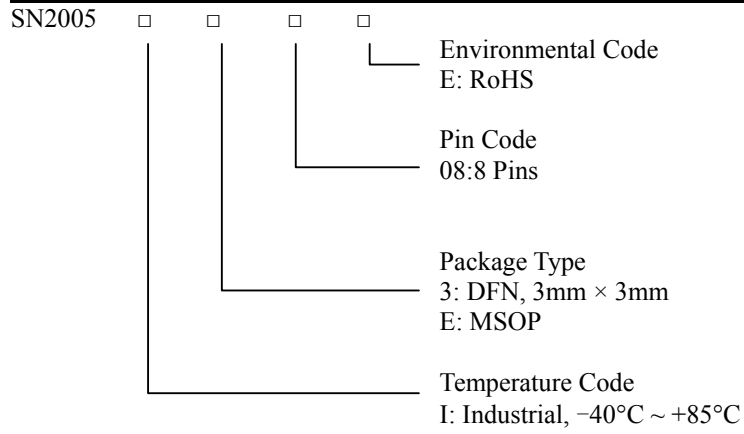 SN2005 □ □ □ □
Environmental Code
E: RoHS
Pin Code
08:8 Pins
Package Type
3: DFN, 3mm × 3mm
E: MSOP
Temperature Code
I: Industrial, −40°C ~ +85°C